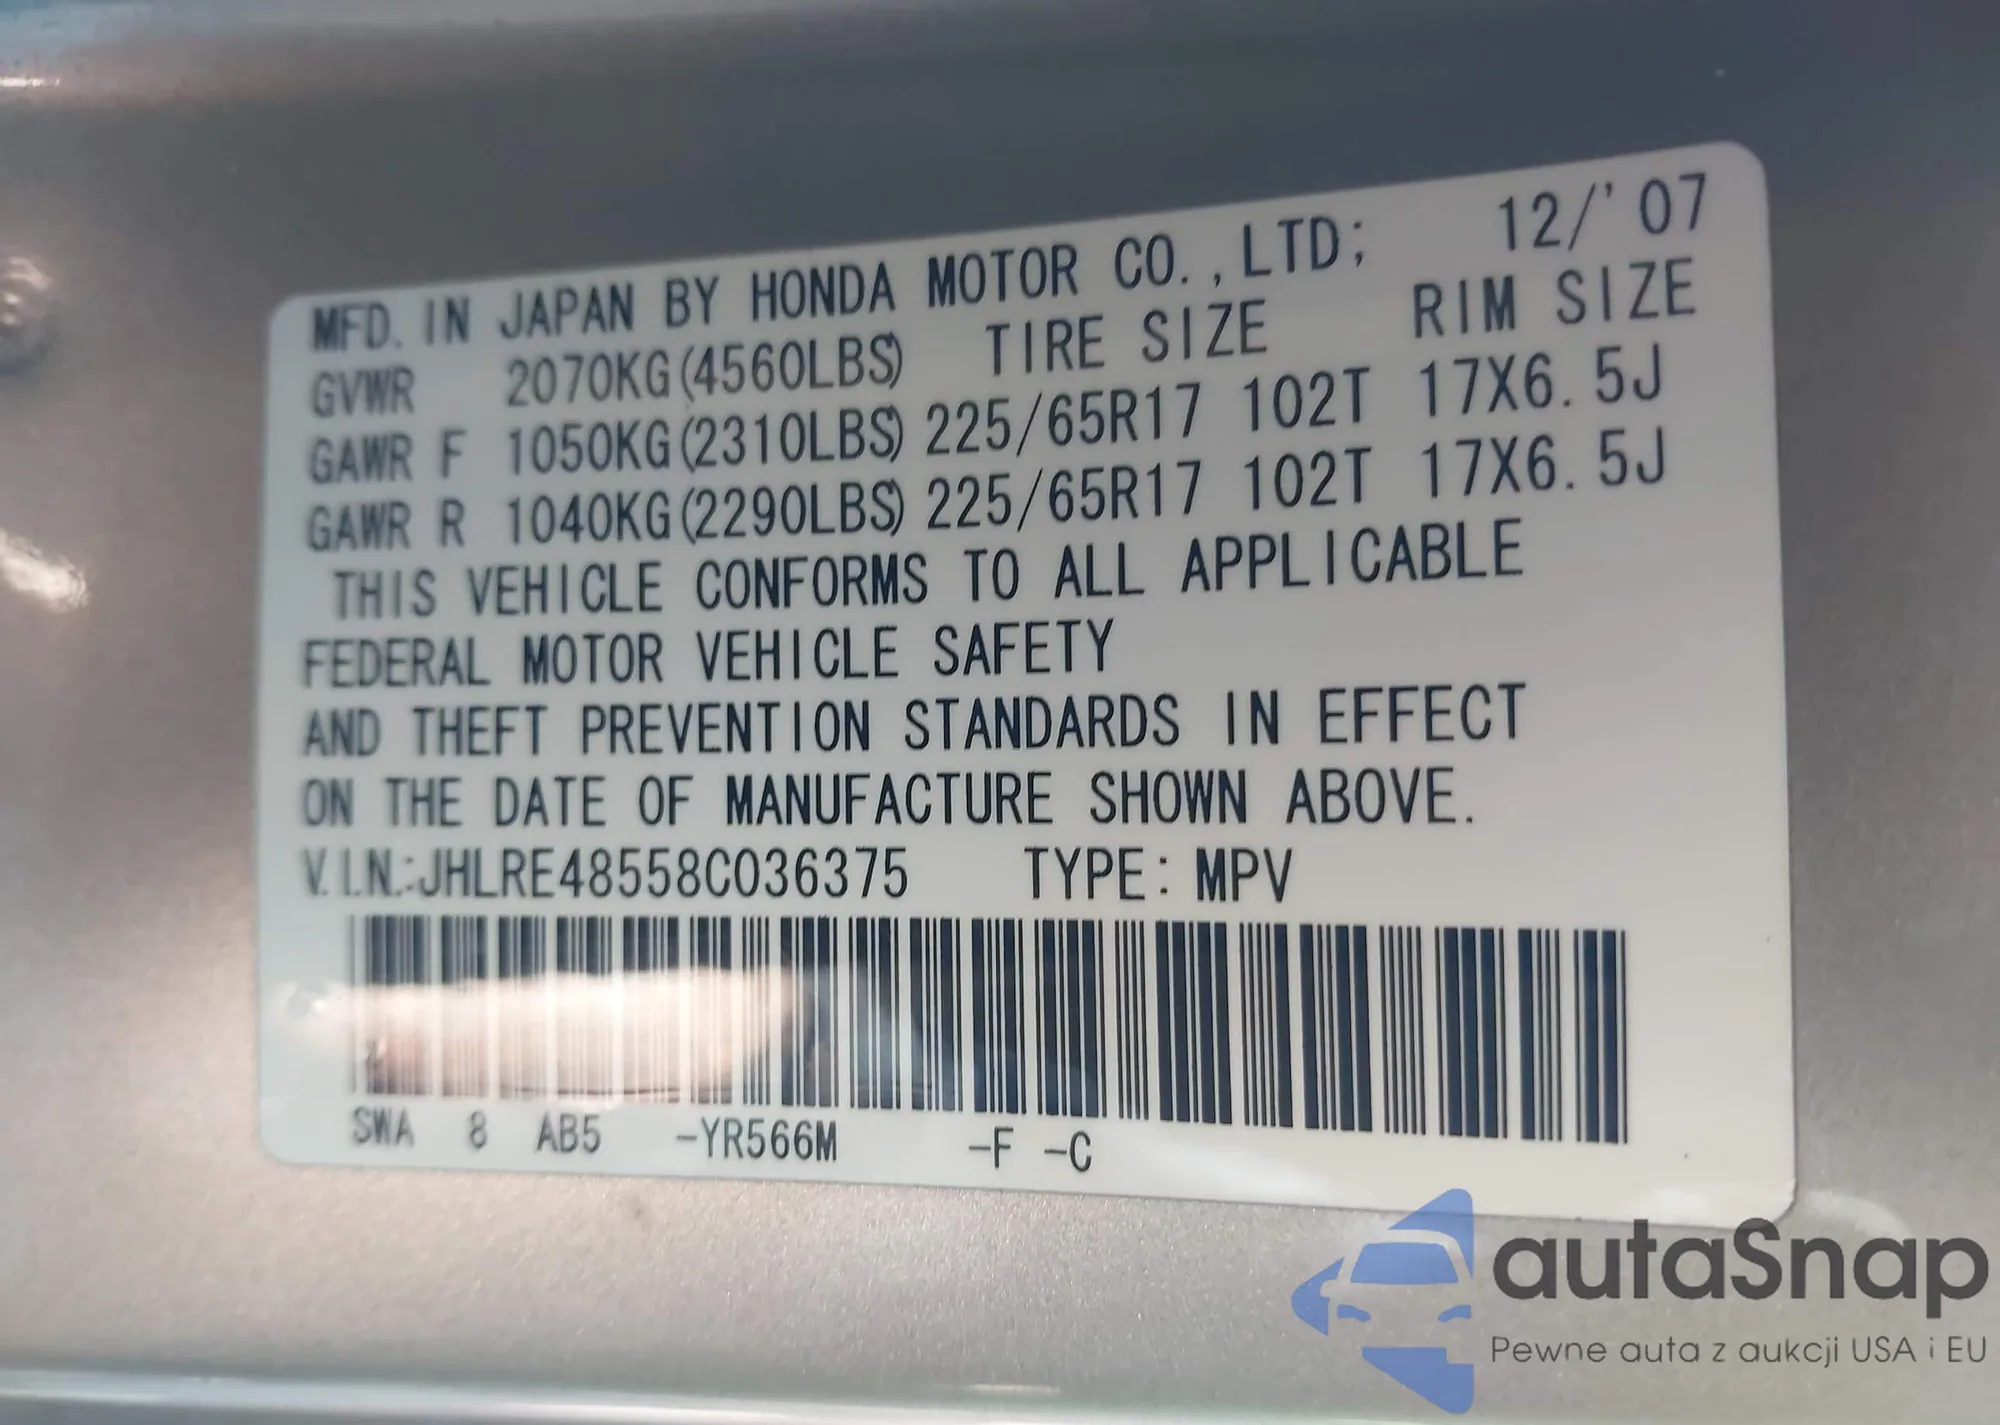 MFD. IN JAPAN BY HONDA MOTOR CO.,LTD; 12/'07
GVWR 2070KG(4560LBS) TIRE SIZE RIM SIZE
GAWR F 1050KG(2310LBS) 225/65R17 102T 17X6.5J
GAWR R 1040KG(2290LBS) 225/65R17 102T 17X6.5J
THIS VEHICLE CONFORMS TO ALL APPLICABLE
FEDERAL MOTOR VEHICLE SAFETY
AND THEFT PREVENTION STANDARDS IN EFFECT
ON THE DATE OF MANUFACTURE SHOWN ABOVE.
V.I.N.:JHLRE48558C036375 TYPE: MPV
SWA 8 AB5 -YR566M -F -C
autaSnap
Pewne auta z aukcji USA i EU